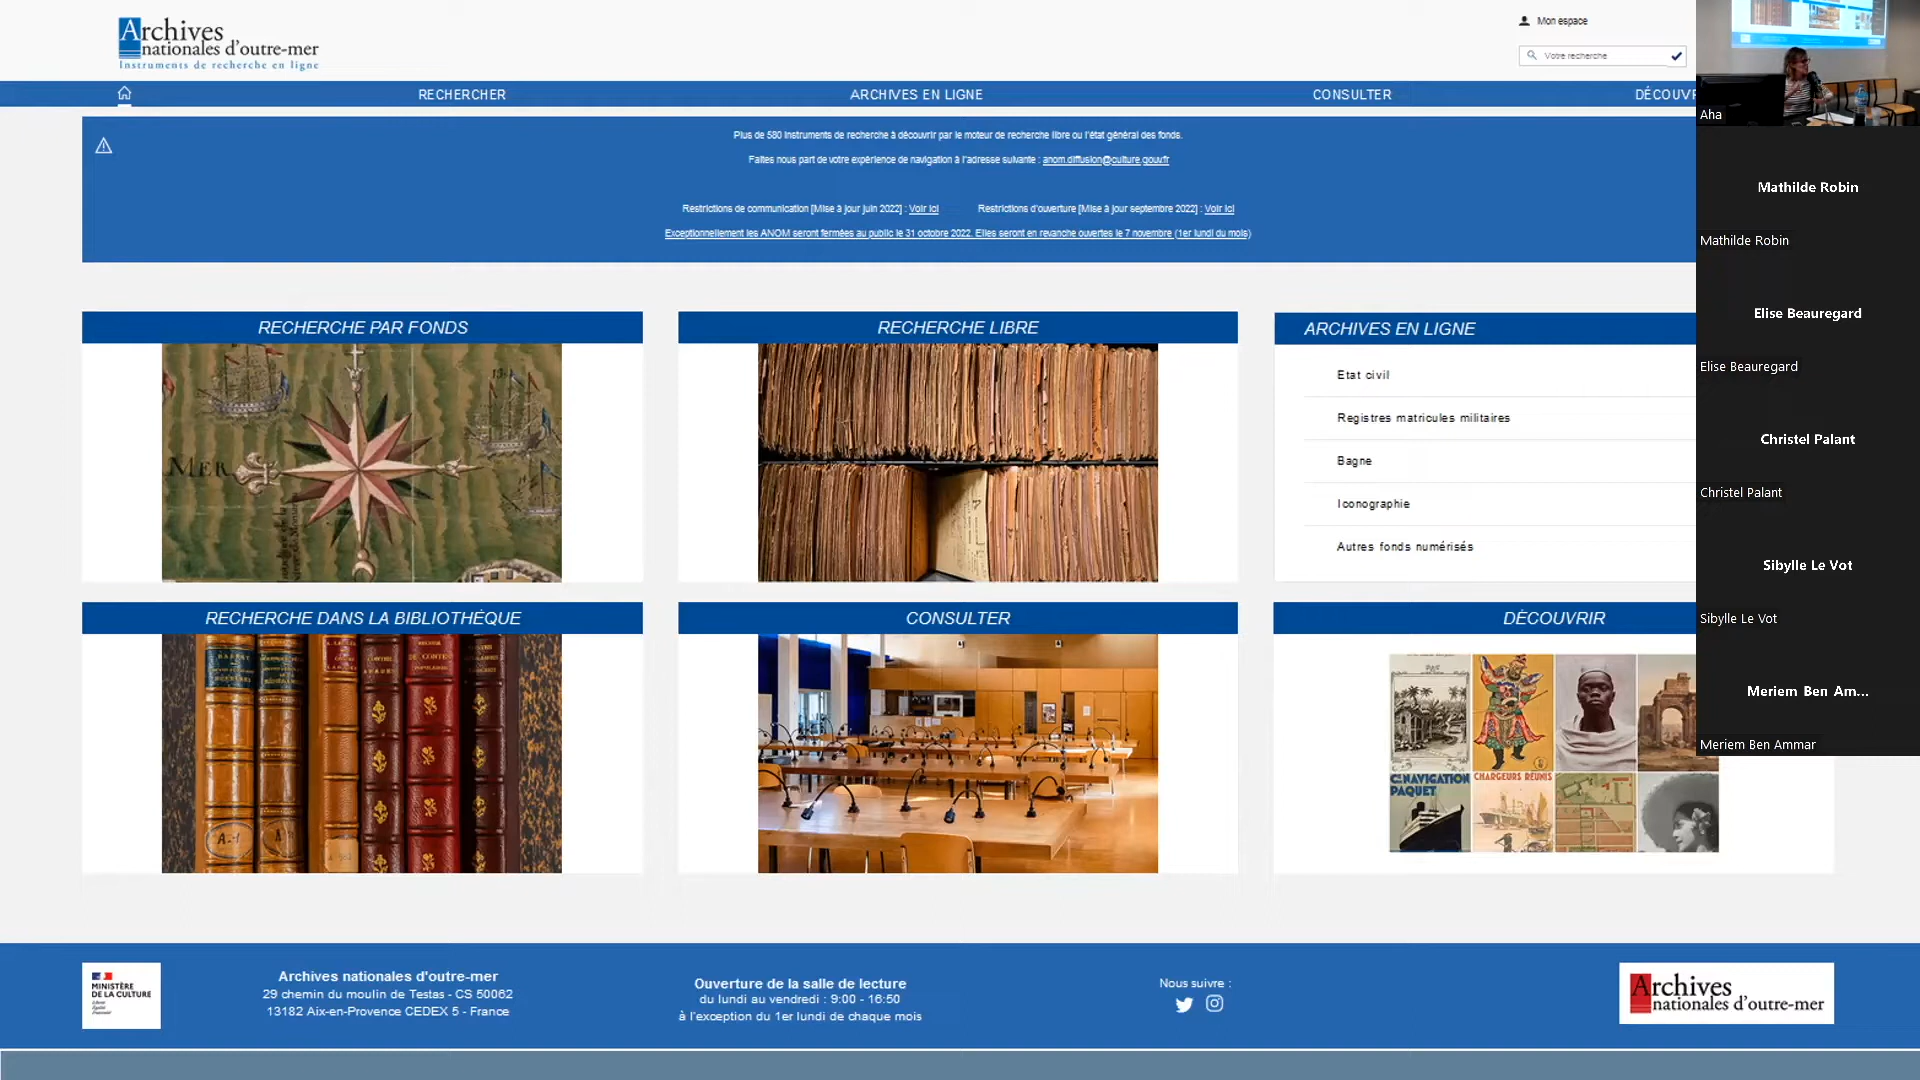 Archives
nationales d'outre-mer
Instruments de recherche en ligne
Mon espace
Votre recherche
RECHERCHER
ARCHIVES EN LIGNE
CONSULTER
DÉCOUVR
Plus de 580 instruments de recherche à découvrir par le moteur de recherche libre ou l'état général des fonds.
Faites nous part de votre expérience de navigation à l'adresse suivante : anom.diffusion@culture.gouv.fr
Restrictions de communication [Mise à jour juin 2022] : Voir ici
Restrictions d'ouverture [Mise à jour septembre 2022] : Voir ici
Exceptionnellement les ANOM seront fermées au public le 31 octobre 2022. Elles seront en revanche ouvertes le 7 novembre (1er lundi du mois)
RECHERCHE PAR FONDS
MER
RECHERCHE LIBRE
ARCHIVES EN LIGNE
Etat civil
Registres matricules militaires
Bagne
Iconographie
Autres fonds numérisés
RECHERCHE DANS LA BIBLIOTHÈQUE
CONSULTER
DÉCOUVRIR
CIE NAVIGATION
PAQUET
CHARGEURS RÉUNIS
MINISTÈRE
DE LA CULTURE
Liberté
Égalité
Fraternité
Archives nationales d'outre-mer
29 chemin du moulin de Testas - CS 50062
13182 Aix-en-Provence CEDEX 5 - France
Ouverture de la salle de lecture
du lundi au vendredi : 9:00 - 16:50
à l'exception du 1er lundi de chaque mois
Nous suivre :
Archives
nationales d'outre-mer
Aha
Mathilde Robin
Mathilde Robin
Elise Beauregard
Elise Beauregard
Christel Palant
Christel Palant
Sibylle Le Vot
Sibylle Le Vot
Meriem Ben Am...
Meriem Ben Ammar